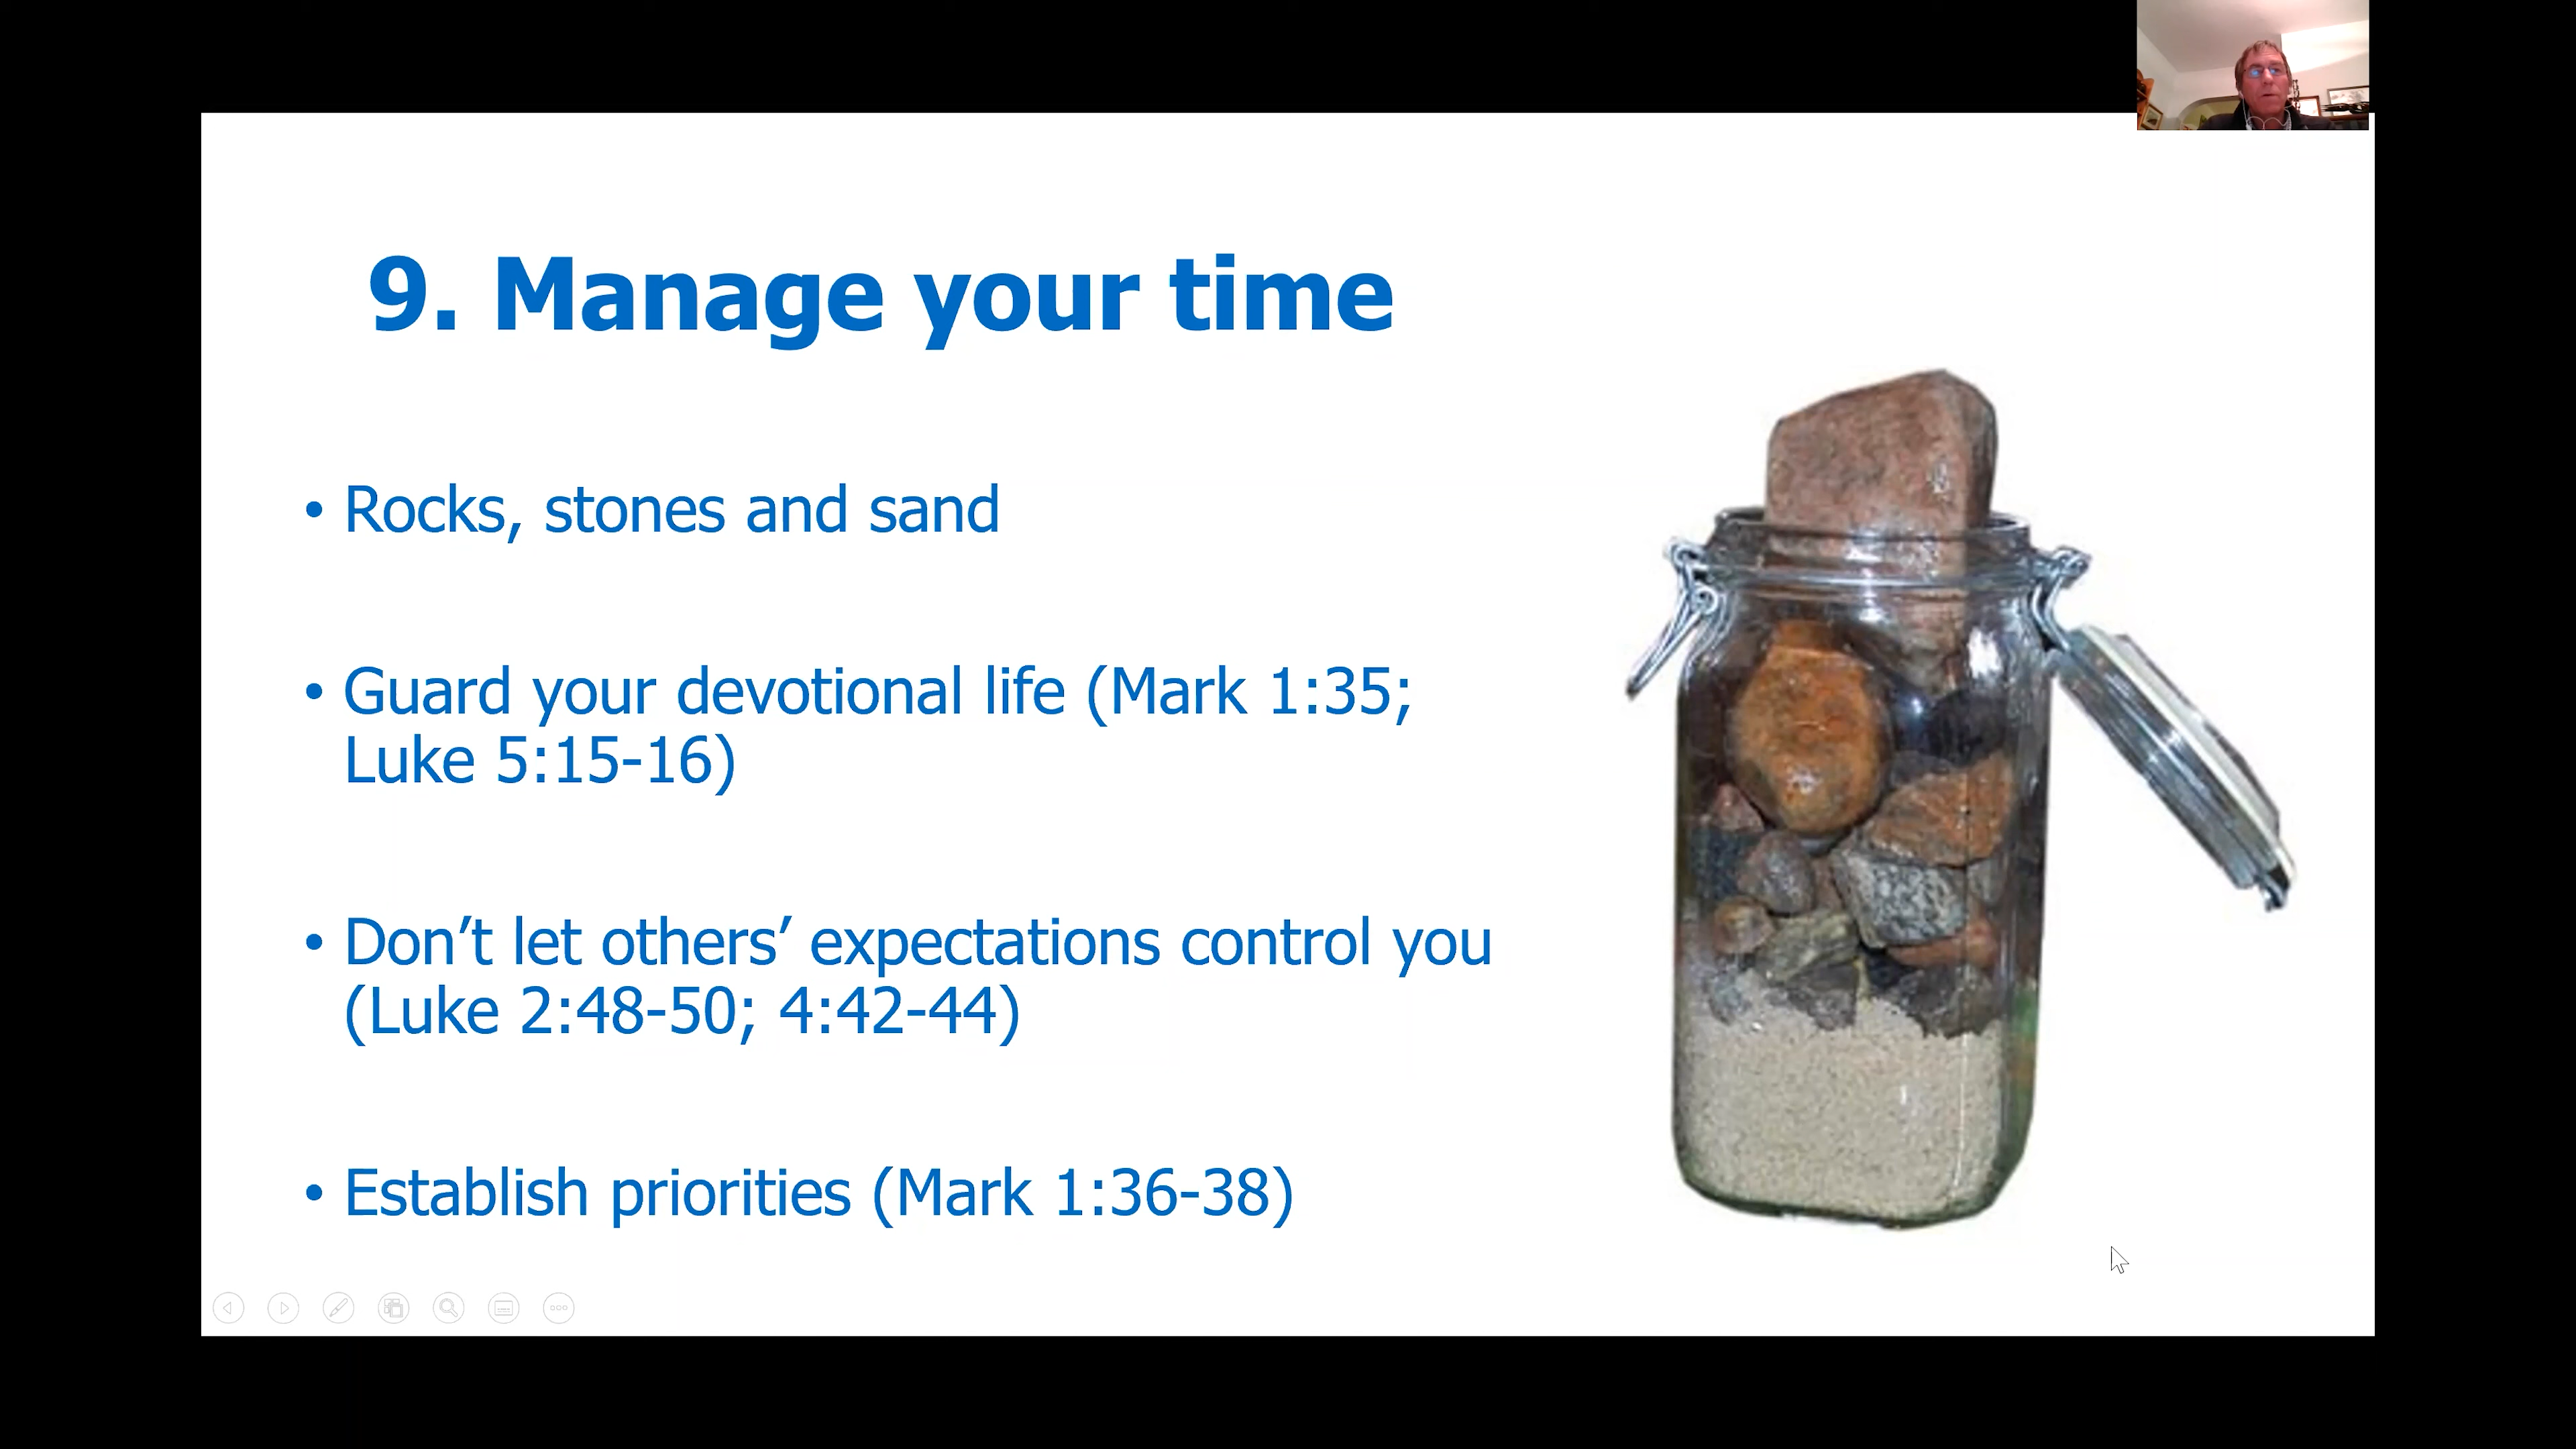 9. Manage your time
• Rocks, stones and sand
• Guard your devotional life (Mark 1:35;
Luke 5:15-16)
• Don’t let others’ expectations control you
(Luke 2:48-50; 4:42-44)
• Establish priorities (Mark 1:36-38)